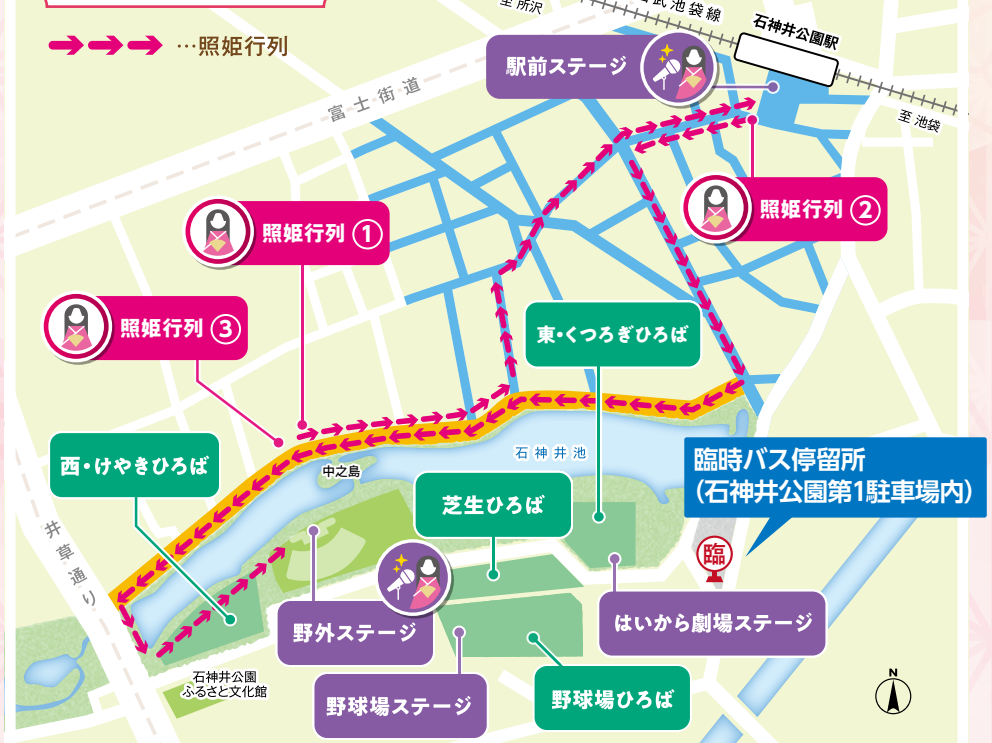 至 所沢
武池袋線
石神井公園駅
…照姫行列
駅前ステージ
富士街道
至 池袋
照姫行列 ①
照姫行列 ②
照姫行列 ③
東・くつろぎひろば
西・けやきひろば
石神井池
中之島
臨時バス停留所
(石神井公園第1駐車場内)
芝生ひろば
井草通り
臨
野外ステージ
はいから劇場ステージ
石神井公園
ふるさと文化館
野球場ステージ
野球場ひろば
N